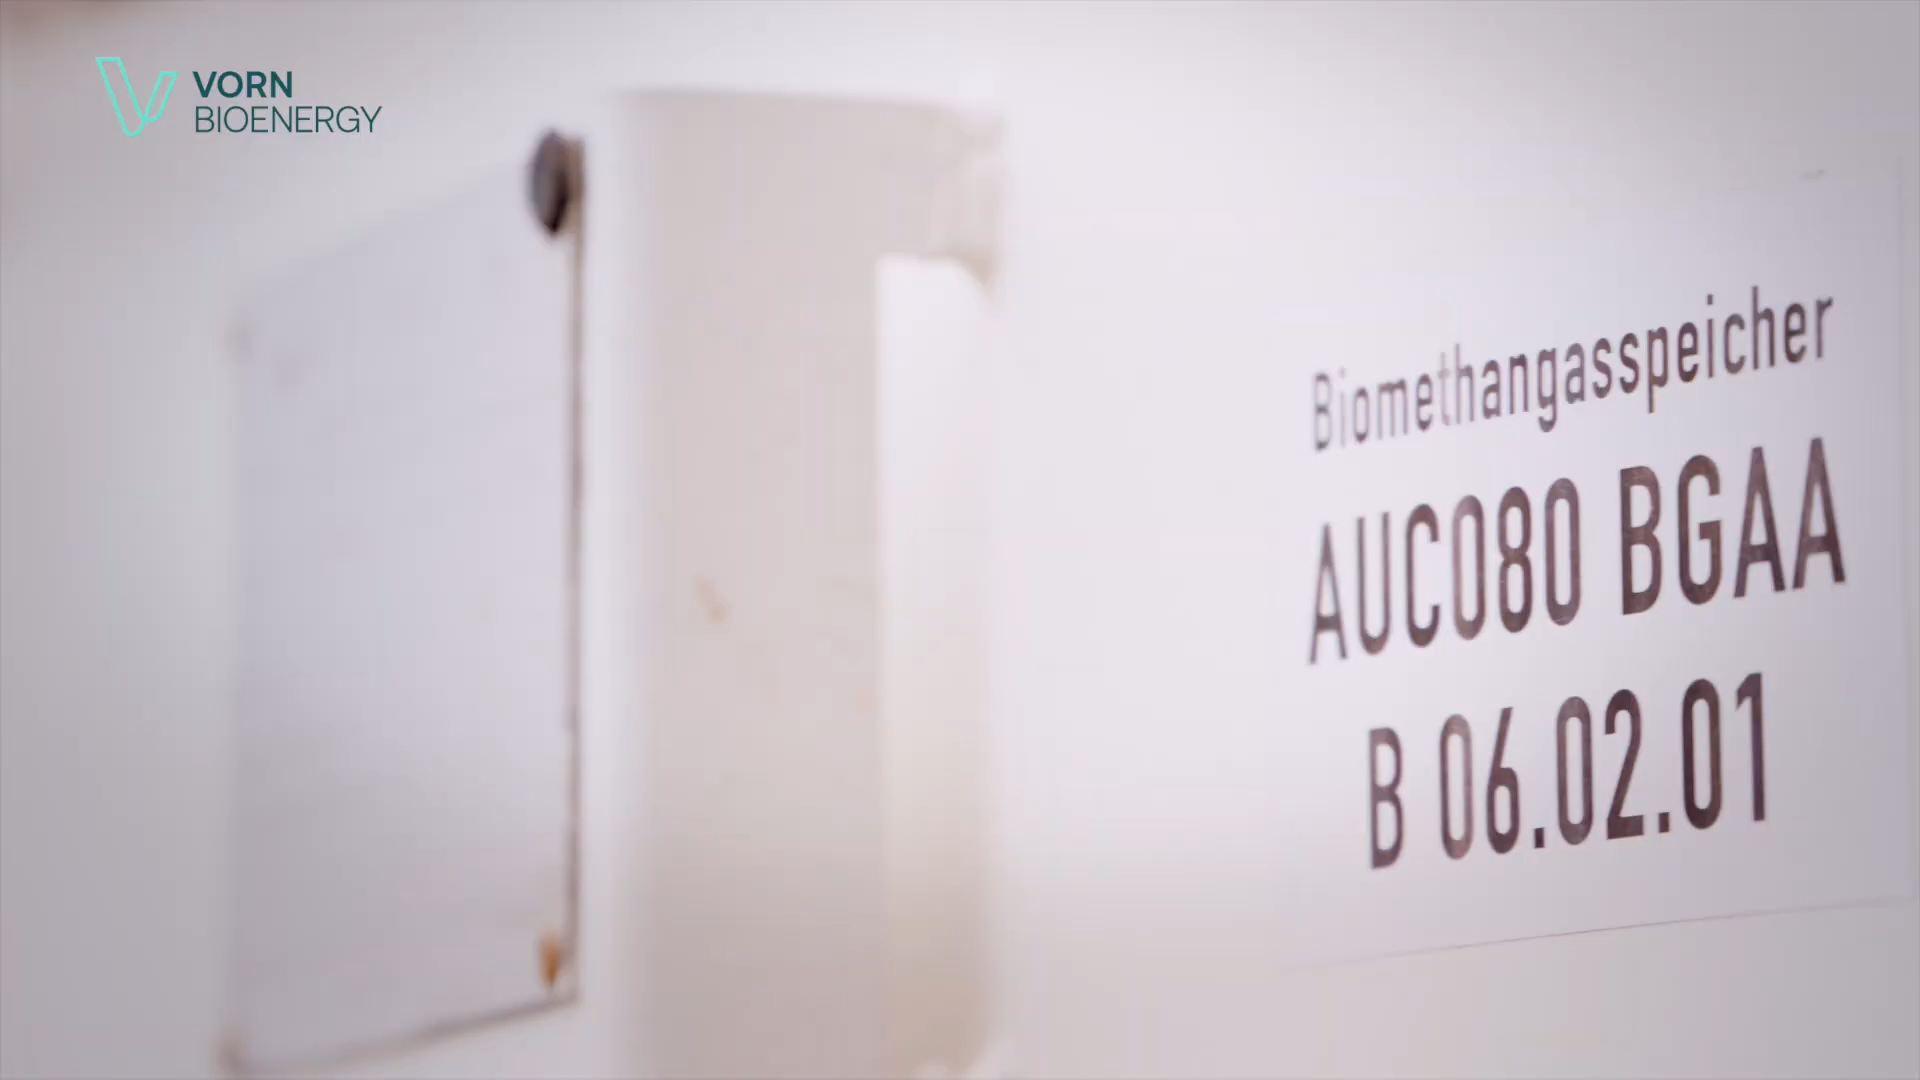 VORN
BIOENERGY
Biomethangasspeicher
AUC080 BGAA
B 06.02.01